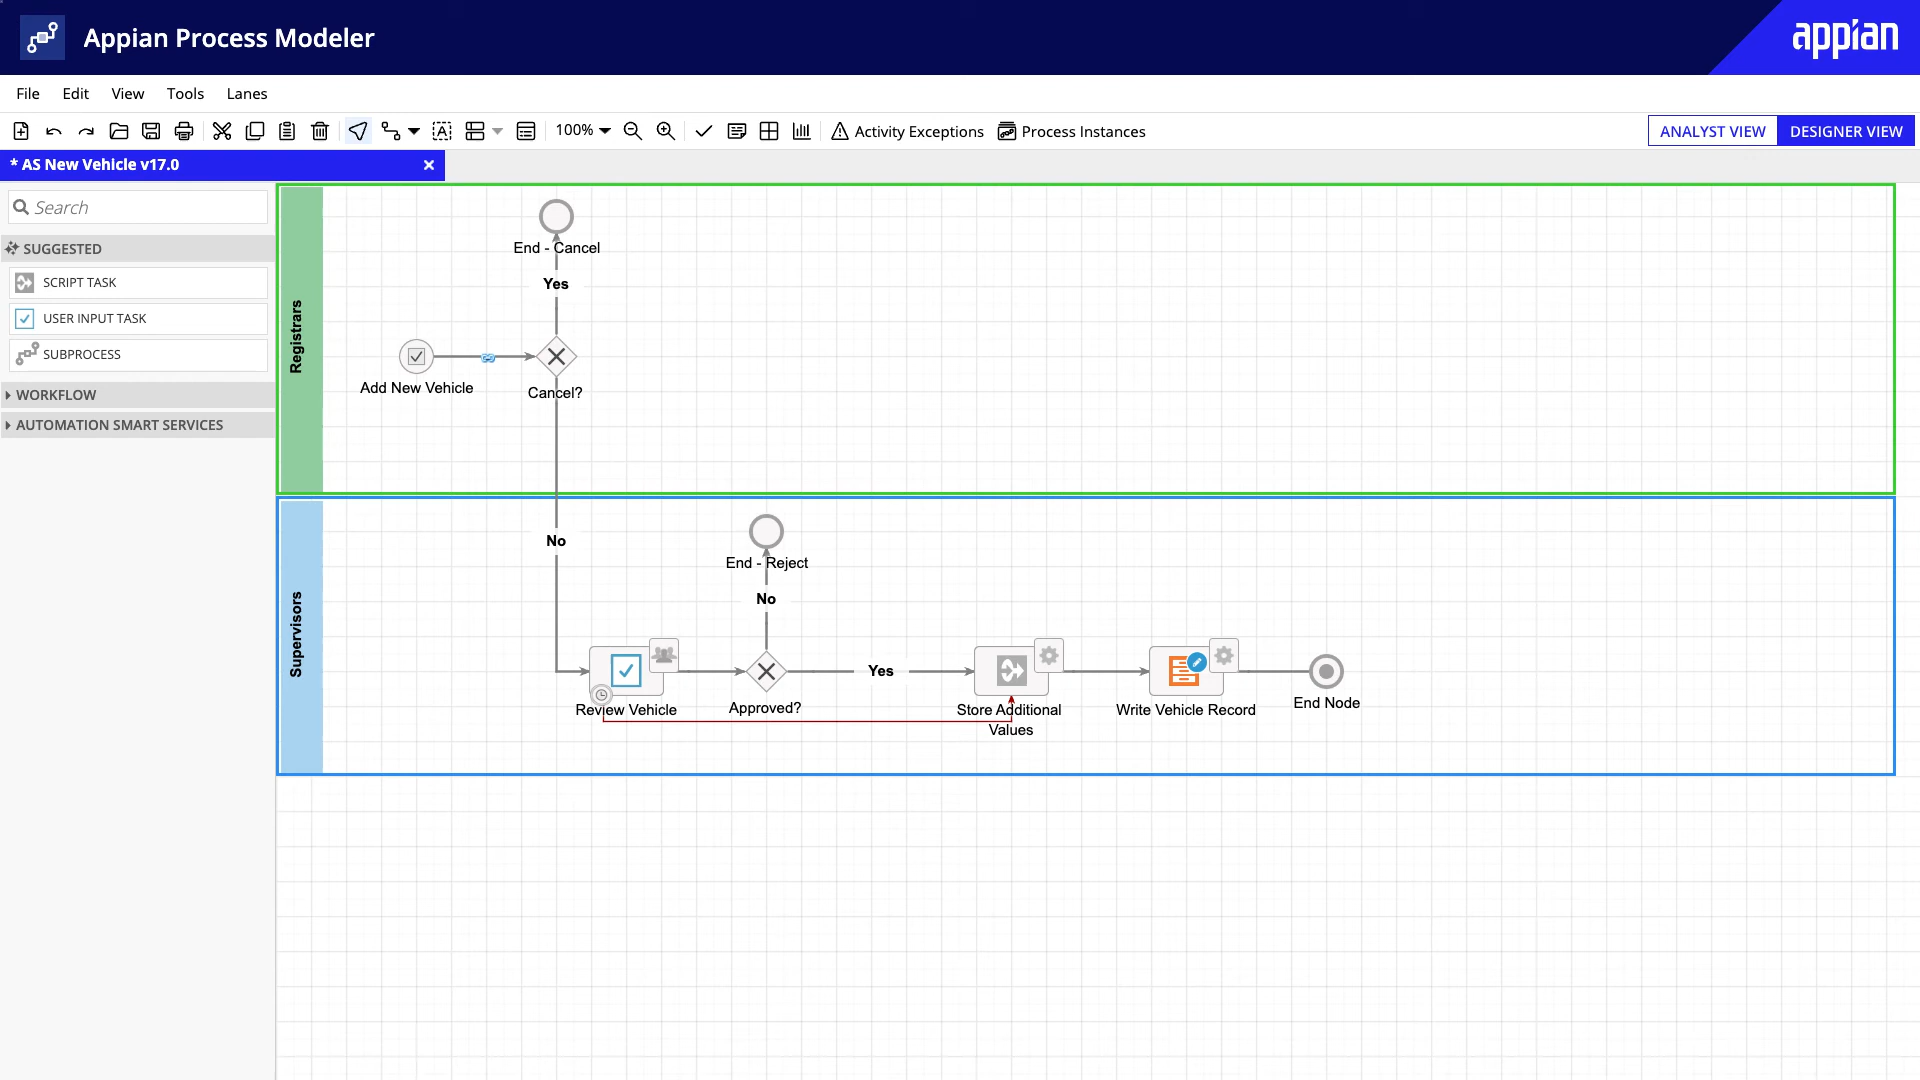 Appian Process Modeler
appian
File Edit View Tools Lanes
100% Activity Exceptions Process Instances ANALYST VIEW DESIGNER VIEW
* AS New Vehicle v17.0
Search
SUGGESTED
SCRIPT TASK
USER INPUT TASK
SUBPROCESS
WORKFLOW
AUTOMATION SMART SERVICES
Registrars
End - Cancel
Yes
Add New Vehicle
Cancel?
Supervisors
No
End - Reject
No
Yes
Review Vehicle
Approved?
Store Additional
Values
Write Vehicle Record
End Node